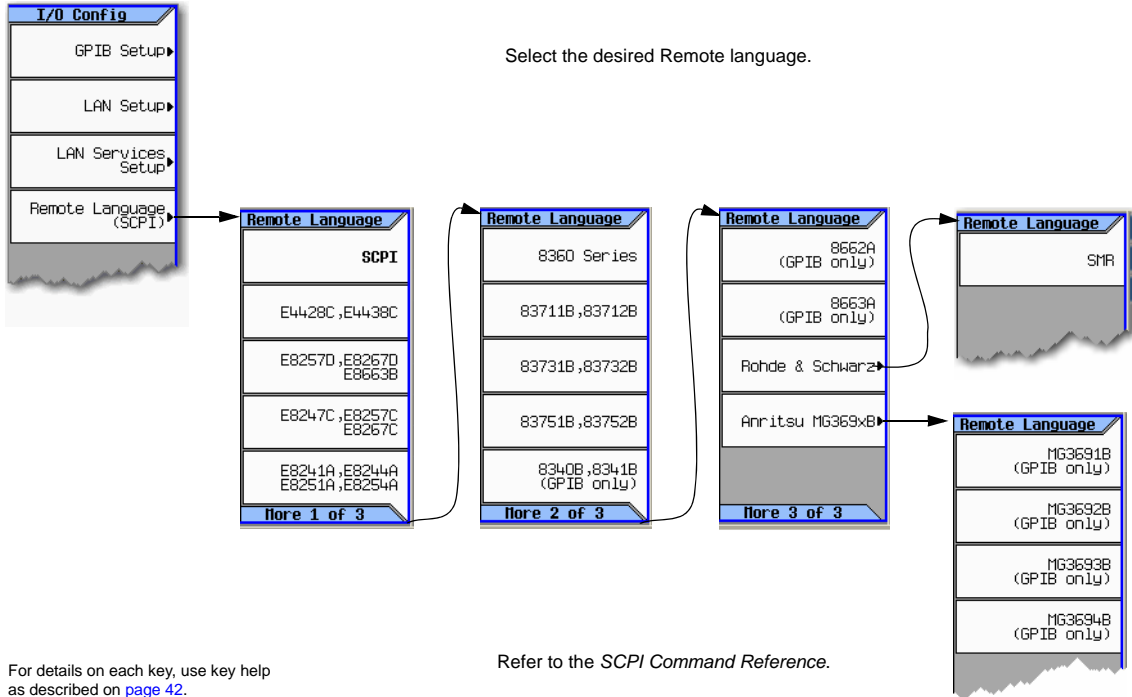 I/O Config
GPIB Setup
LAN Setup
LAN Services
Setup
Remote Language
(SCPI)
Select the desired Remote language.
Remote Language
SCPI
E4428C,E4438C
E8257D,E8267D
E8663B
E8247C,E8257C
E8267C
E8241A,E8244A
E8251A,E8254A
More 1 of 3
Remote Language
8360 Series
83711B,83712B
83731B,83732B
83751B,83752B
8340B,8341B
(GPIB only)
More 2 of 3
Remote Language
8662A
(GPIB only)
8663A
(GPIB only)
Rohde & Schwarz
Anritsu MG369xB
More 3 of 3
Remote Language
SMR
Remote Language
MG3691B
(GPIB only)
MG3692B
(GPIB only)
MG3693B
(GPIB only)
MG3694B
(GPIB only)
For details on each key, use key help
as described on page 42.
Refer to the SCPI Command Reference.